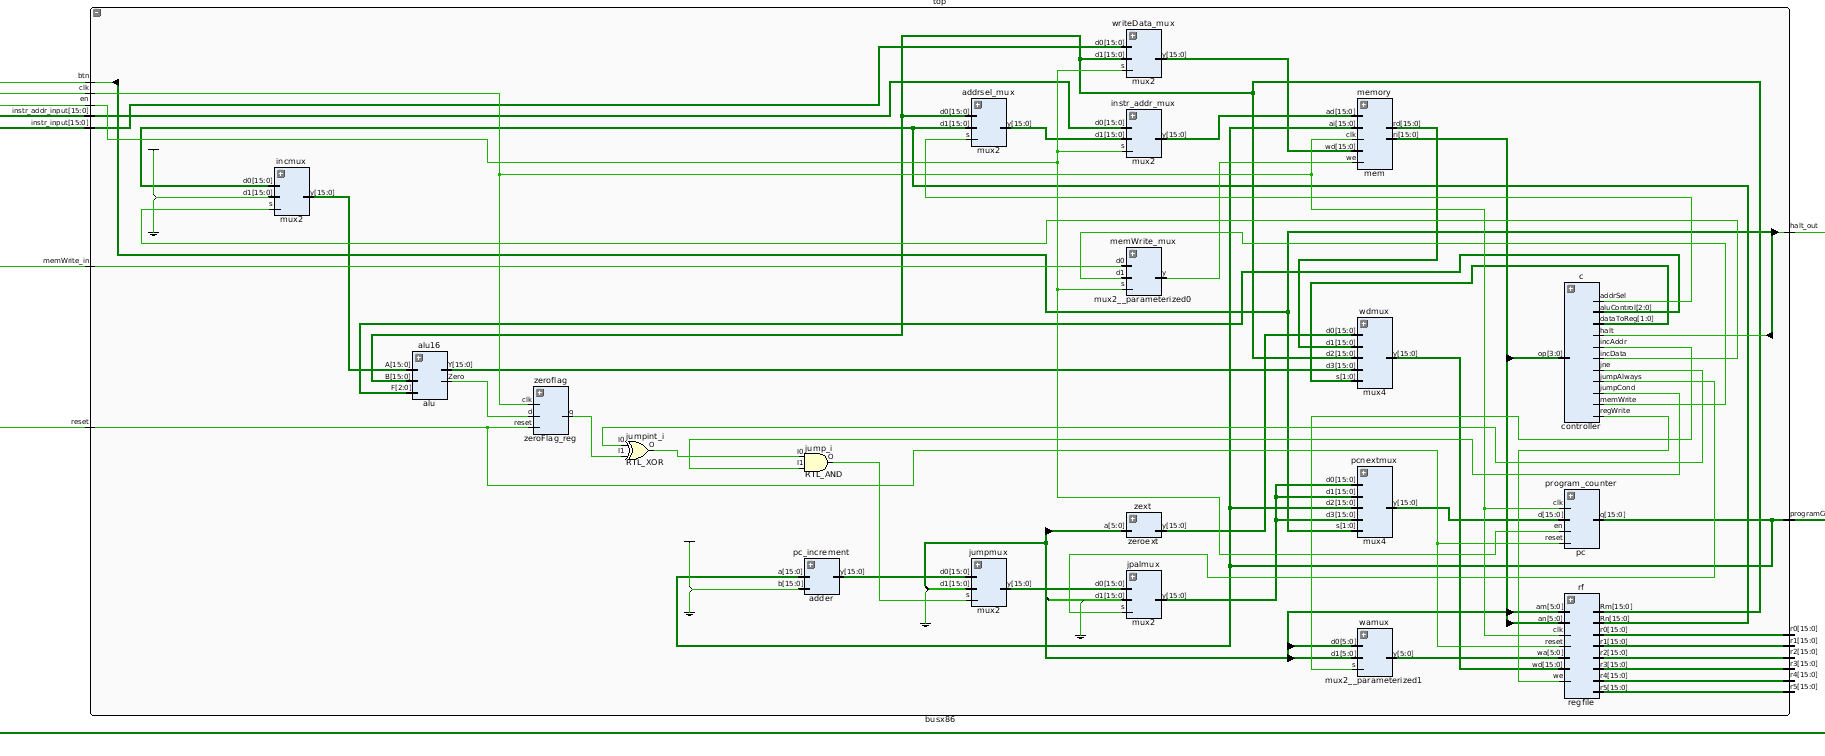 top
btn
clk
en
instr_addr_input[15:0]
instr_input[15:0]
memWrite_in
reset
incmux
d0[15:0]
d1[15:0]
s
y[15:0]
mux2
alu16
A[15:0]
B[15:0]
F[2:0]
Y[15:0]
Zero
alu
zeroflag
clk
d
reset
q
zeroFlag_reg
jumpint_i
I0
I1
O
RTL_XOR
jump_i
I0
I1
O
RTL_AND
pc_increment
a[15:0]
b[15:0]
y[15:0]
adder
addrsel_mux
d0[15:0]
d1[15:0]
s
y[15:0]
mux2
jumpmux
d0[15:0]
d1[15:0]
s
y[15:0]
mux2
writeData_mux
d0[15:0]
d1[15:0]
s
y[15:0]
mux2
instr_addr_mux
d0[15:0]
d1[15:0]
s
y[15:0]
mux2
memWrite_mux
d0
d1
s
y
mux2__parameterized0
zext
a[5:0]
y[15:0]
zeroext
jpalmux
d0[15:0]
d1[15:0]
s
y[15:0]
mux2
memory
ad[15:0]
ai[15:0]
clk
wd[15:0]
we
rd[15:0]
ri[15:0]
mem
wdmux
d0[15:0]
d1[15:0]
d2[15:0]
d3[15:0]
s[1:0]
y[15:0]
mux4
pcnextmux
d0[15:0]
d1[15:0]
d2[15:0]
d3[15:0]
s[1:0]
y[15:0]
mux4
wamux
d0[5:0]
d1[5:0]
s
y[5:0]
mux2__parameterized1
c
op[3:0]
addrSel
aluControl[2:0]
dataToReg[1:0]
halt
incAddr
incData
jne
jumpAlways
jumpCond
memWrite
regWrite
controller
program_counter
clk
d[15:0]
en
reset
q[15:0]
pc
rf
am[5:0]
an[5:0]
clk
reset
wa[5:0]
wd[15:0]
we
Rm[15:0]
Rn[15:0]
r0[15:0]
r1[15:0]
r2[15:0]
r3[15:0]
r4[15:0]
r5[15:0]
regfile
halt_out
r0[15:0]
r1[15:0]
r2[15:0]
r3[15:0]
r4[15:0]
r5[15:0]
busx86